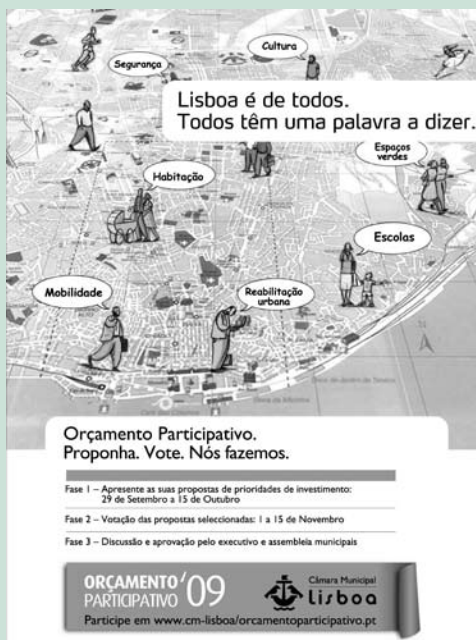 Cultura
Segurança
Lisboa é de todos.
Todos têm uma palavra a dizer.
Espaços
verdes
Habitação
Escolas
Mobilidade
Reabilitação
urbana
Orçamento Participativo.
Proponha. Vote. Nós fazemos.
Fase 1 – Apresente as suas propostas de prioridades de investimento:
29 de Setembro a 15 de Outubro
Fase 2 – Votação das propostas seleccionadas: 1 a 15 de Novembro
Fase 3 – Discussão e aprovação pelo executivo e assembleia municipais
ORÇAMENTO
PARTICIPATIVO '09
Câmara Municipal
Lisboa
Participe em www.cm-lisboa/orcamentoparticipativo.pt